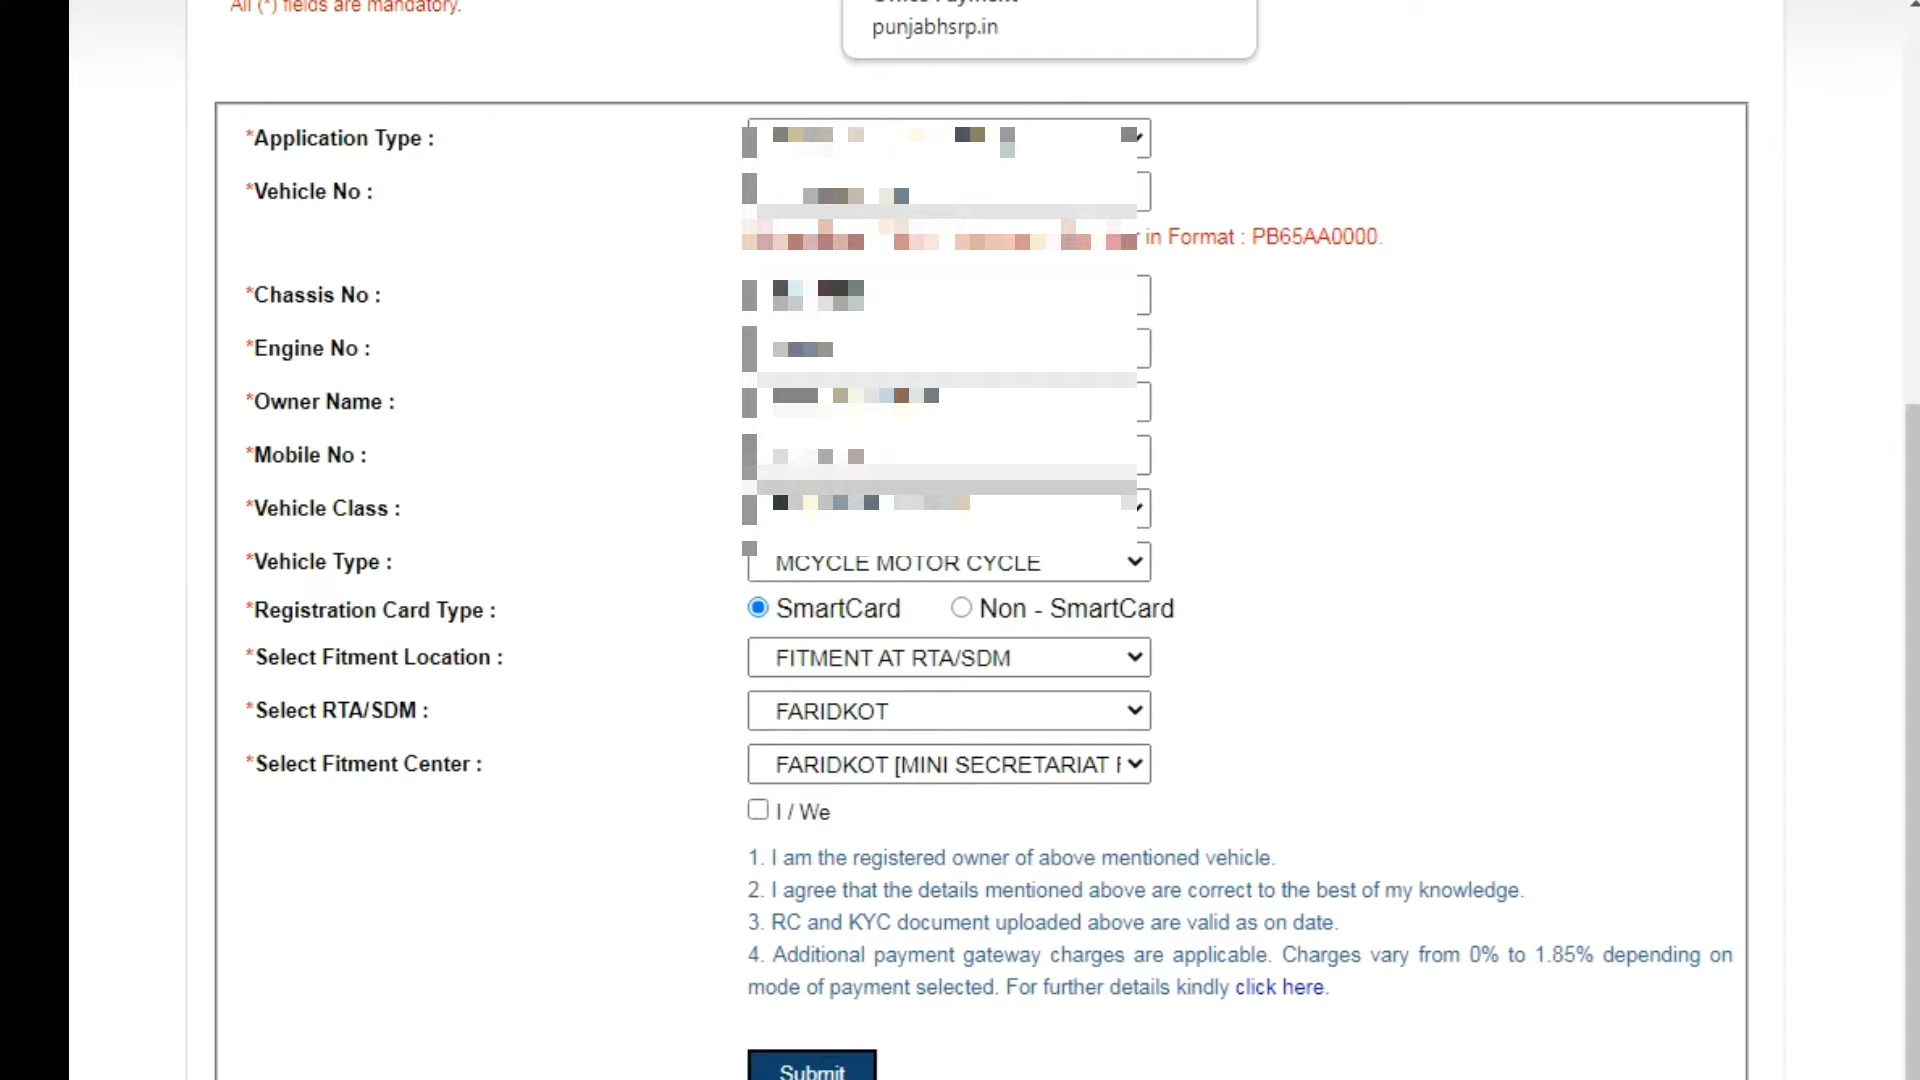 All (*) fields are mandatory.
punjabhsrp.in
*Application Type :
*Vehicle No :
in Format : PB65AA0000.
*Chassis No :
*Engine No :
*Owner Name :
*Mobile No :
*Vehicle Class :
*Vehicle Type : MCYCLE MOTOR CYCLE
*Registration Card Type : SmartCard Non - SmartCard
*Select Fitment Location : FITMENT AT RTA/SDM
*Select RTA/SDM : FARIDKOT
*Select Fitment Center : FARIDKOT [MINI SECRETARIAT
I / We
1. I am the registered owner of above mentioned vehicle.
2. I agree that the details mentioned above are correct to the best of my knowledge.
3. RC and KYC document uploaded above are valid as on date.
4. Additional payment gateway charges are applicable. Charges vary from 0% to 1.85% depending on
mode of payment selected. For further details kindly click here.
Submit